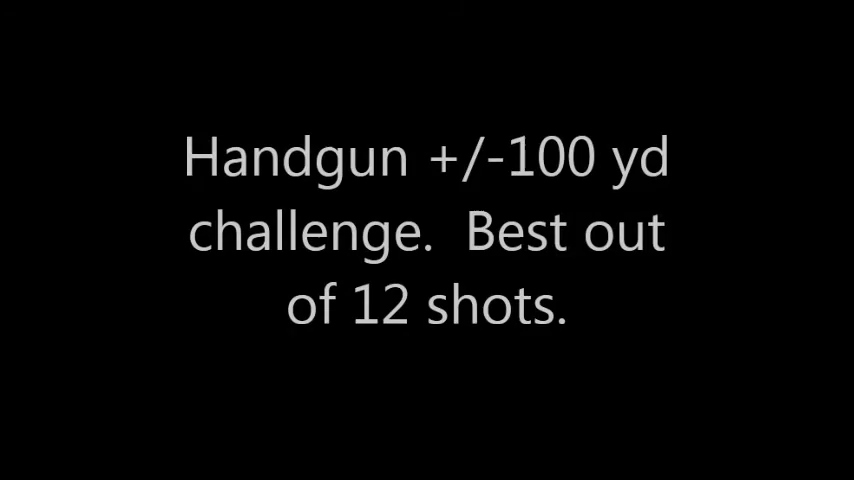 Handgun +/-100 yd
challenge.  Best out
of 12 shots.